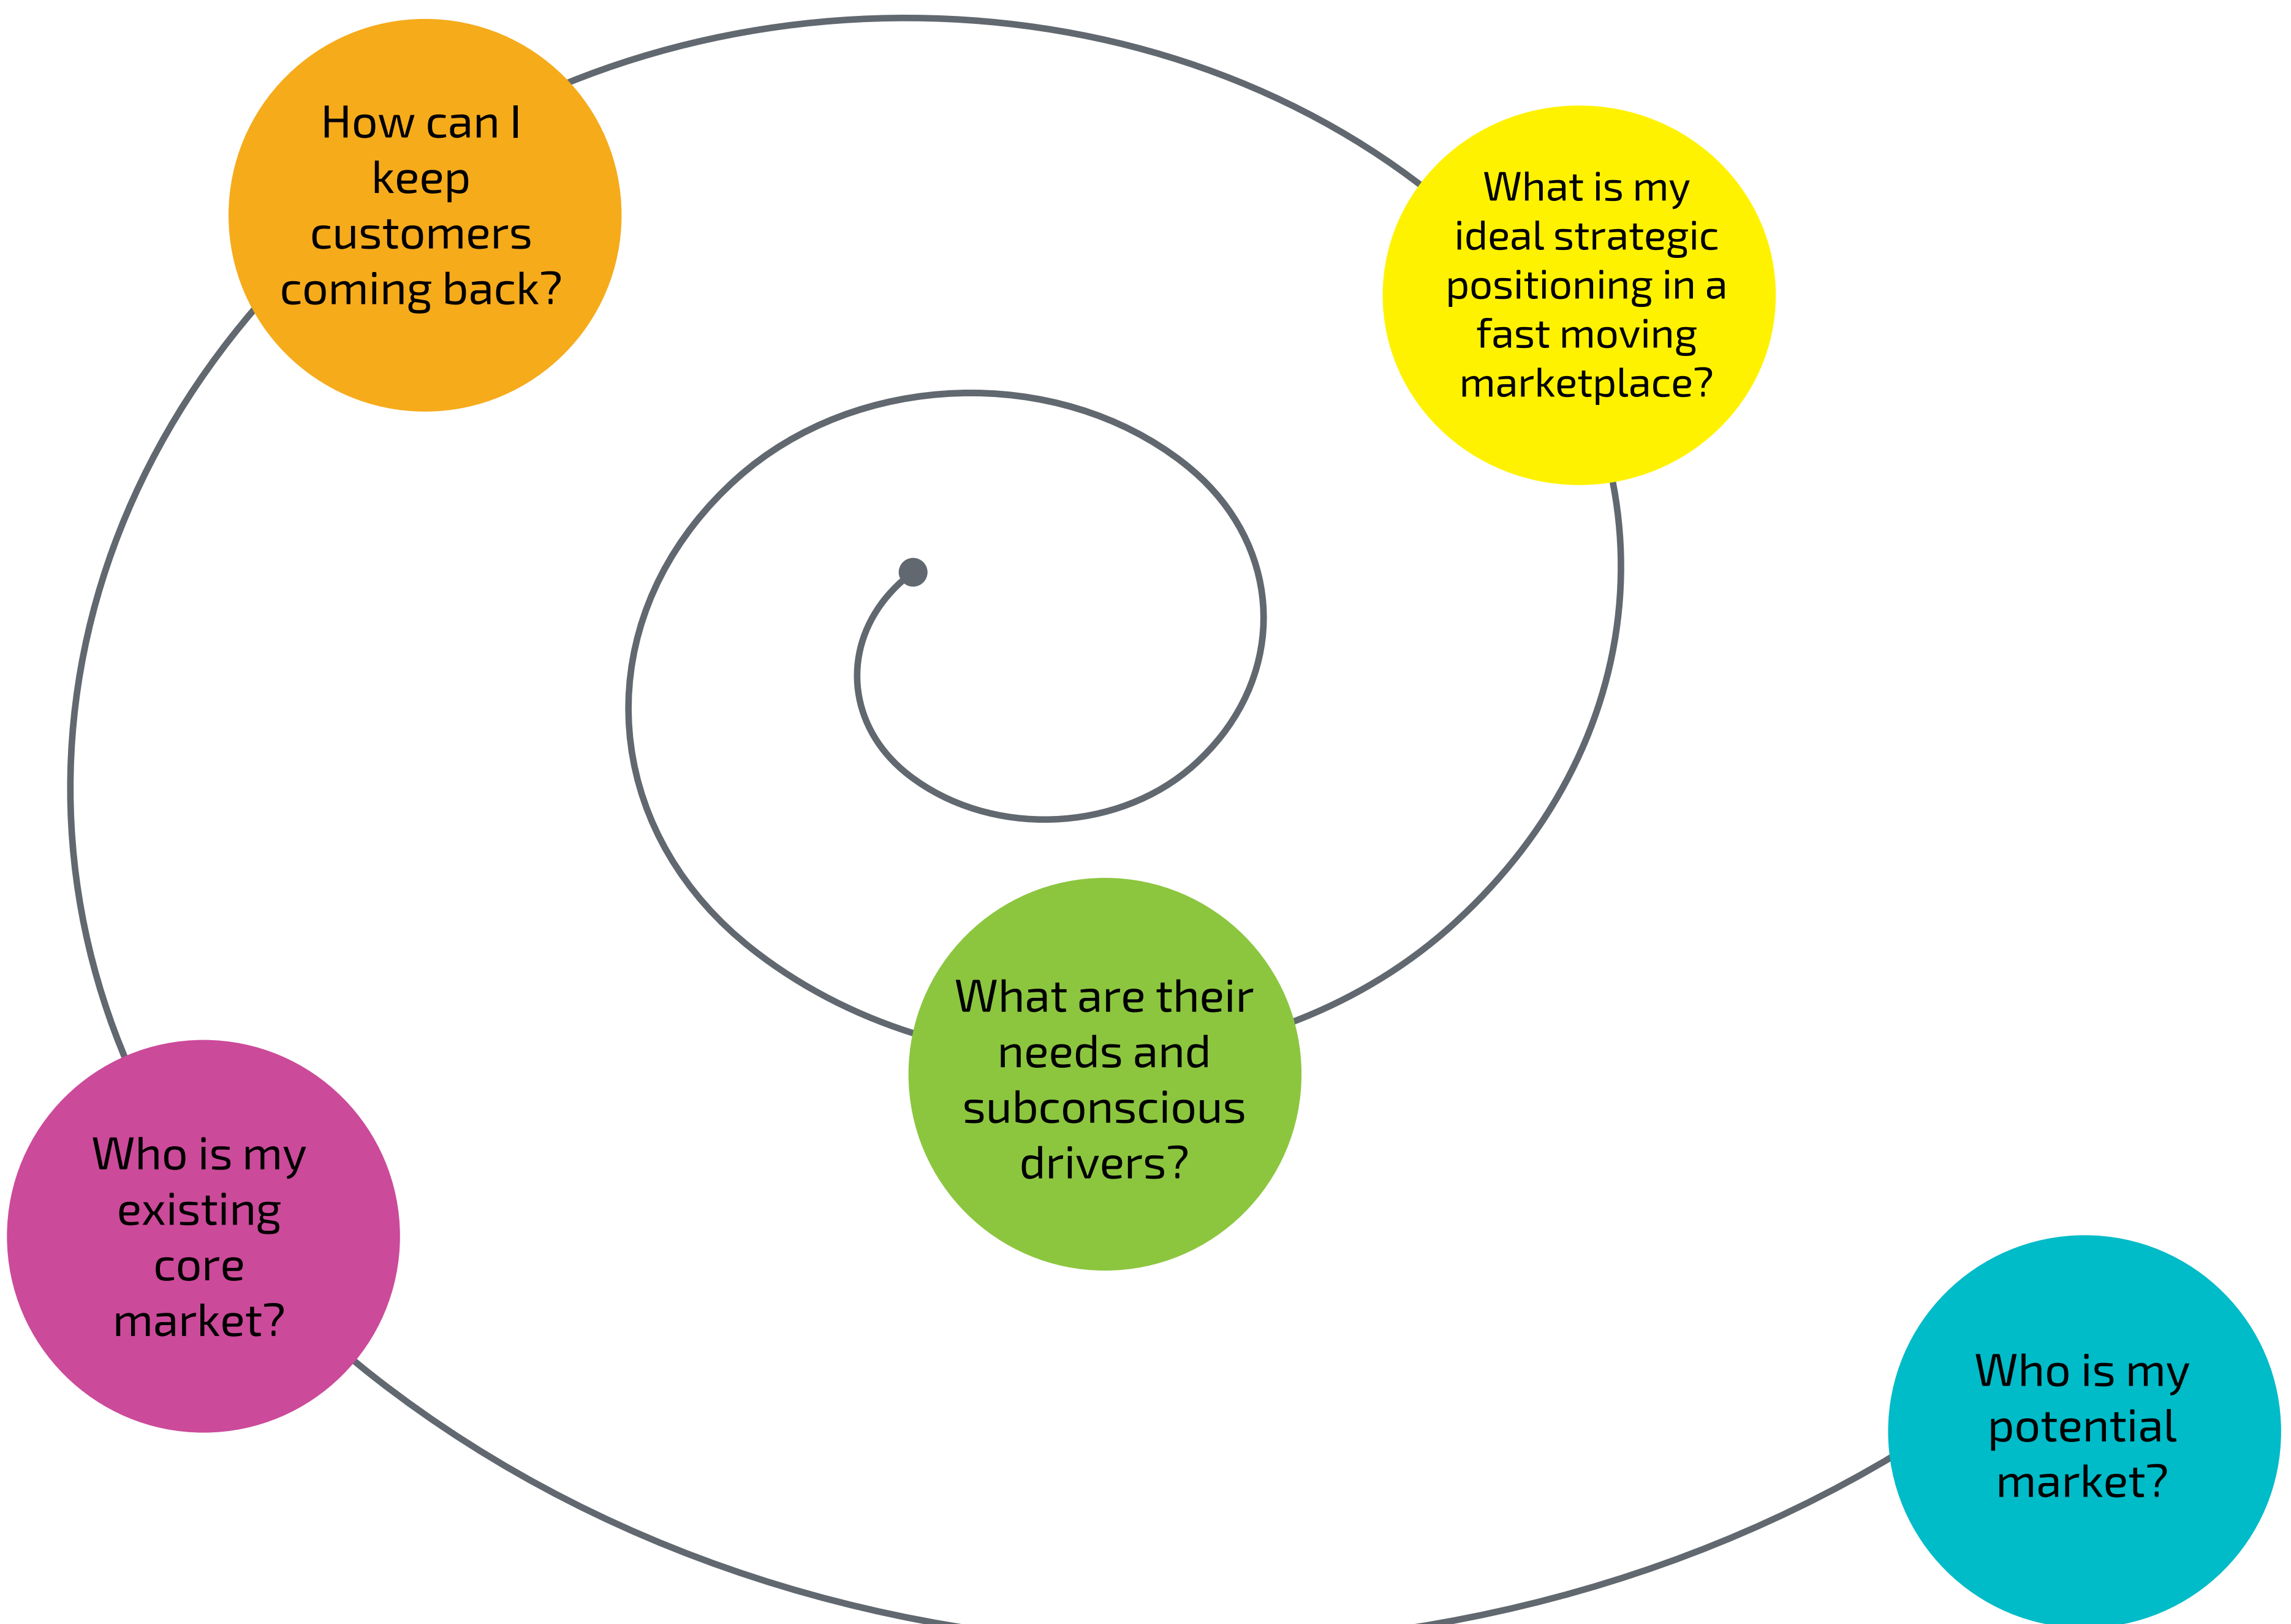 How can I
keep
customers
coming back?
What is my
ideal strategic
positioning in a
fast moving
marketplace?
What are their
needs and
subconscious
drivers?
Who is my
existing
core
market?
Who is my
potential
market?